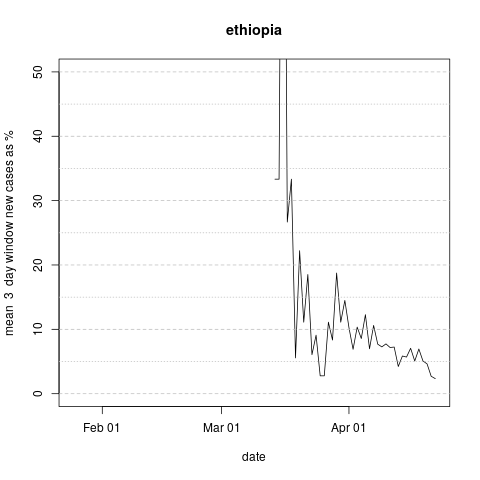 ethiopia
mean 3 day window new cases as %
50
40
30
20
10
0
Feb 01
Mar 01
Apr 01
date